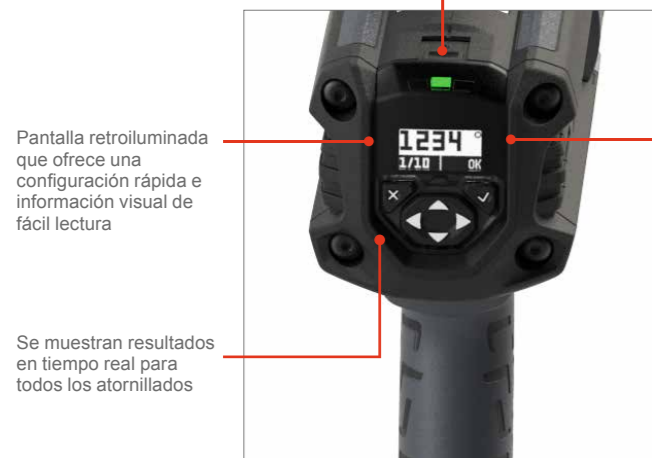 Pantalla retroiluminada
que ofrece una
configuración rápida e
información visual de
fácil lectura
1234 °
1/10 | OK
Se muestran resultados
en tiempo real para
todos los atornillados